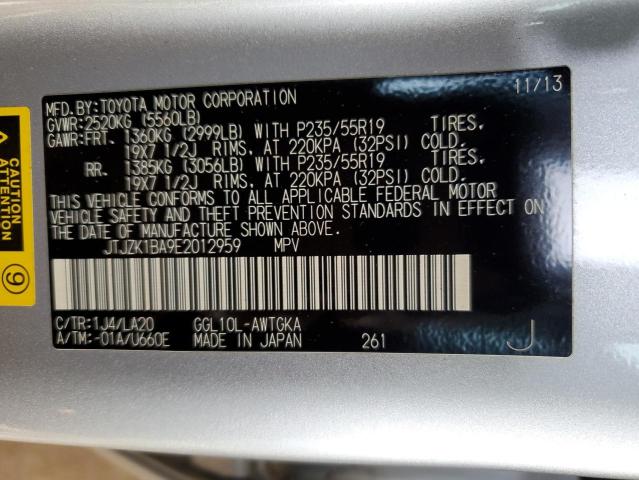 11/13
MFD.BY:TOYOTA MOTOR CORPORATION
GVWR:2520KG (5560LB)
GAWR:FRT. 1360KG (2999LB) WITH P235/55R19 TIRES,
19X7 1/2J RIMS, AT 220KPA (32PSI) COLD.
RR. 1385KG (3056LB) WITH P235/55R19 TIRES,
19X7 1/2J RIMS, AT 220KPA (32PSI) COLD.
THIS VEHICLE CONFORMS TO ALL APPLICABLE FEDERAL MOTOR
VEHICLE SAFETY AND THEFT PREVENTION STANDARDS IN EFFECT ON
THE DATE OF MANUFACTURE SHOWN ABOVE.
JTJZK1BA9E2012959 MPV
C/TR:1J4/LA20 GGL10L-AWTGKA
A/TM:-01A/U660E MADE IN JAPAN 261 J
CAUTION
ATTENTION
9